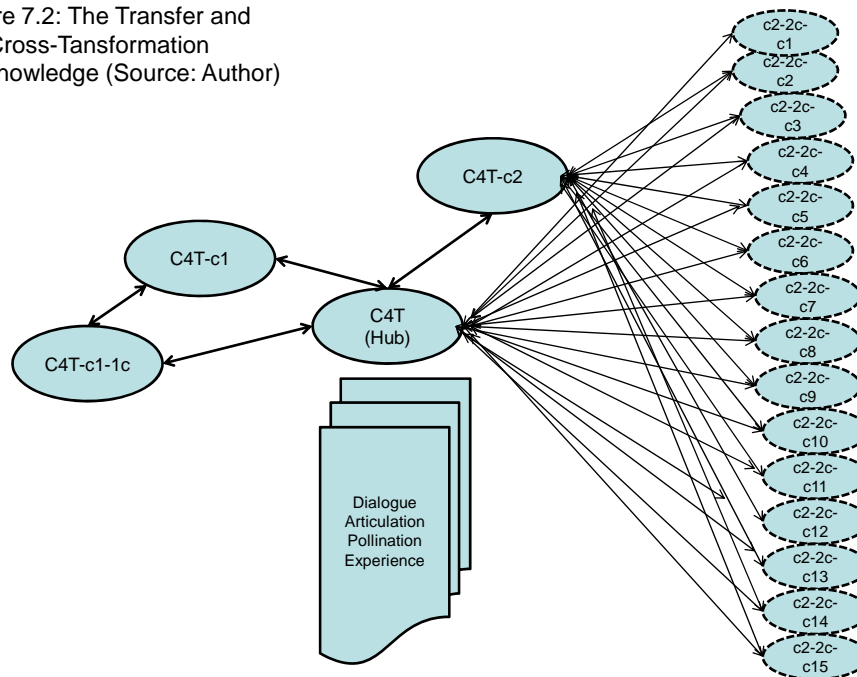 re 7.2: The Transfer and
Cross-Tansformation
nowledge (Source: Author)
c2-2c-
c1
c2-2c-
c2
c2-2c-
c3
C4T-c2
c2-2c-
c4
c2-2c-
c5
C4T-c1
c2-2c-
c6
c2-2c-
c7
C4T
(Hub)
C4T-c1-1c
c2-2c-
c8
c2-2c-
c9
c2-2c-
c10
c2-2c-
c11
Dialogue
Articulation
Pollination
Experience
c2-2c-
c12
c2-2c-
c13
c2-2c-
c14
c2-2c-
c15